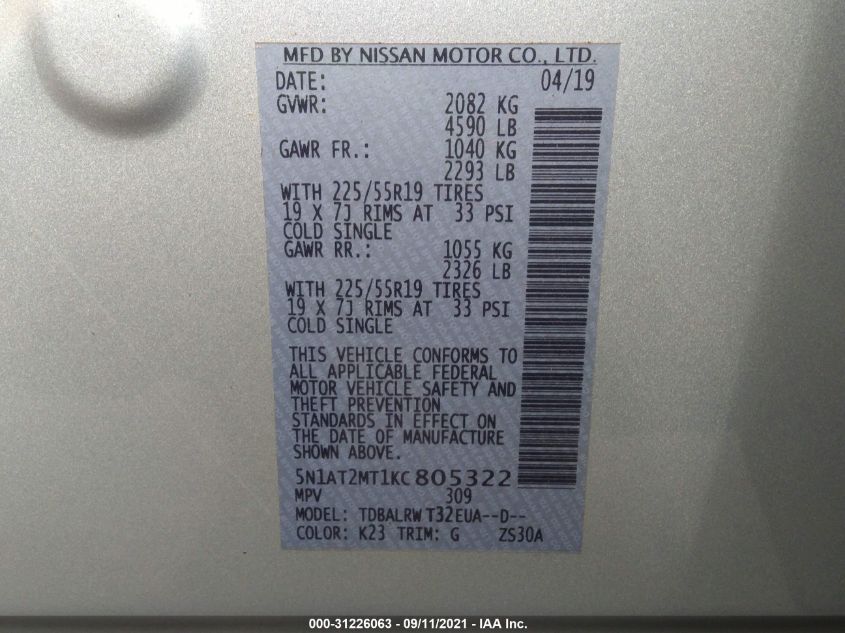 MFD BY NISSAN MOTOR CO., LTD.
DATE: 04/19
GVWR: 2082 KG
4590 LB
GAWR FR.: 1040 KG
2293 LB
WITH 225/55R19 TIRES
19 X 7J RIMS AT 33 PSI
COLD SINGLE
GAWR RR.: 1055 KG
2326 LB
WITH 225/55R19 TIRES
19 X 7J RIMS AT 33 PSI
COLD SINGLE
THIS VEHICLE CONFORMS TO
ALL APPLICABLE FEDERAL
MOTOR VEHICLE SAFETY AND
THEFT PREVENTION
STANDARDS IN EFFECT ON
THE DATE OF MANUFACTURE
SHOWN ABOVE.
5N1AT2MT1KC805322
MPV 309
MODEL: TDBALRW T32EUA--D--
COLOR: K23 TRIM: G ZS30A
000-31226063 - 09/11/2021 - IAA Inc.